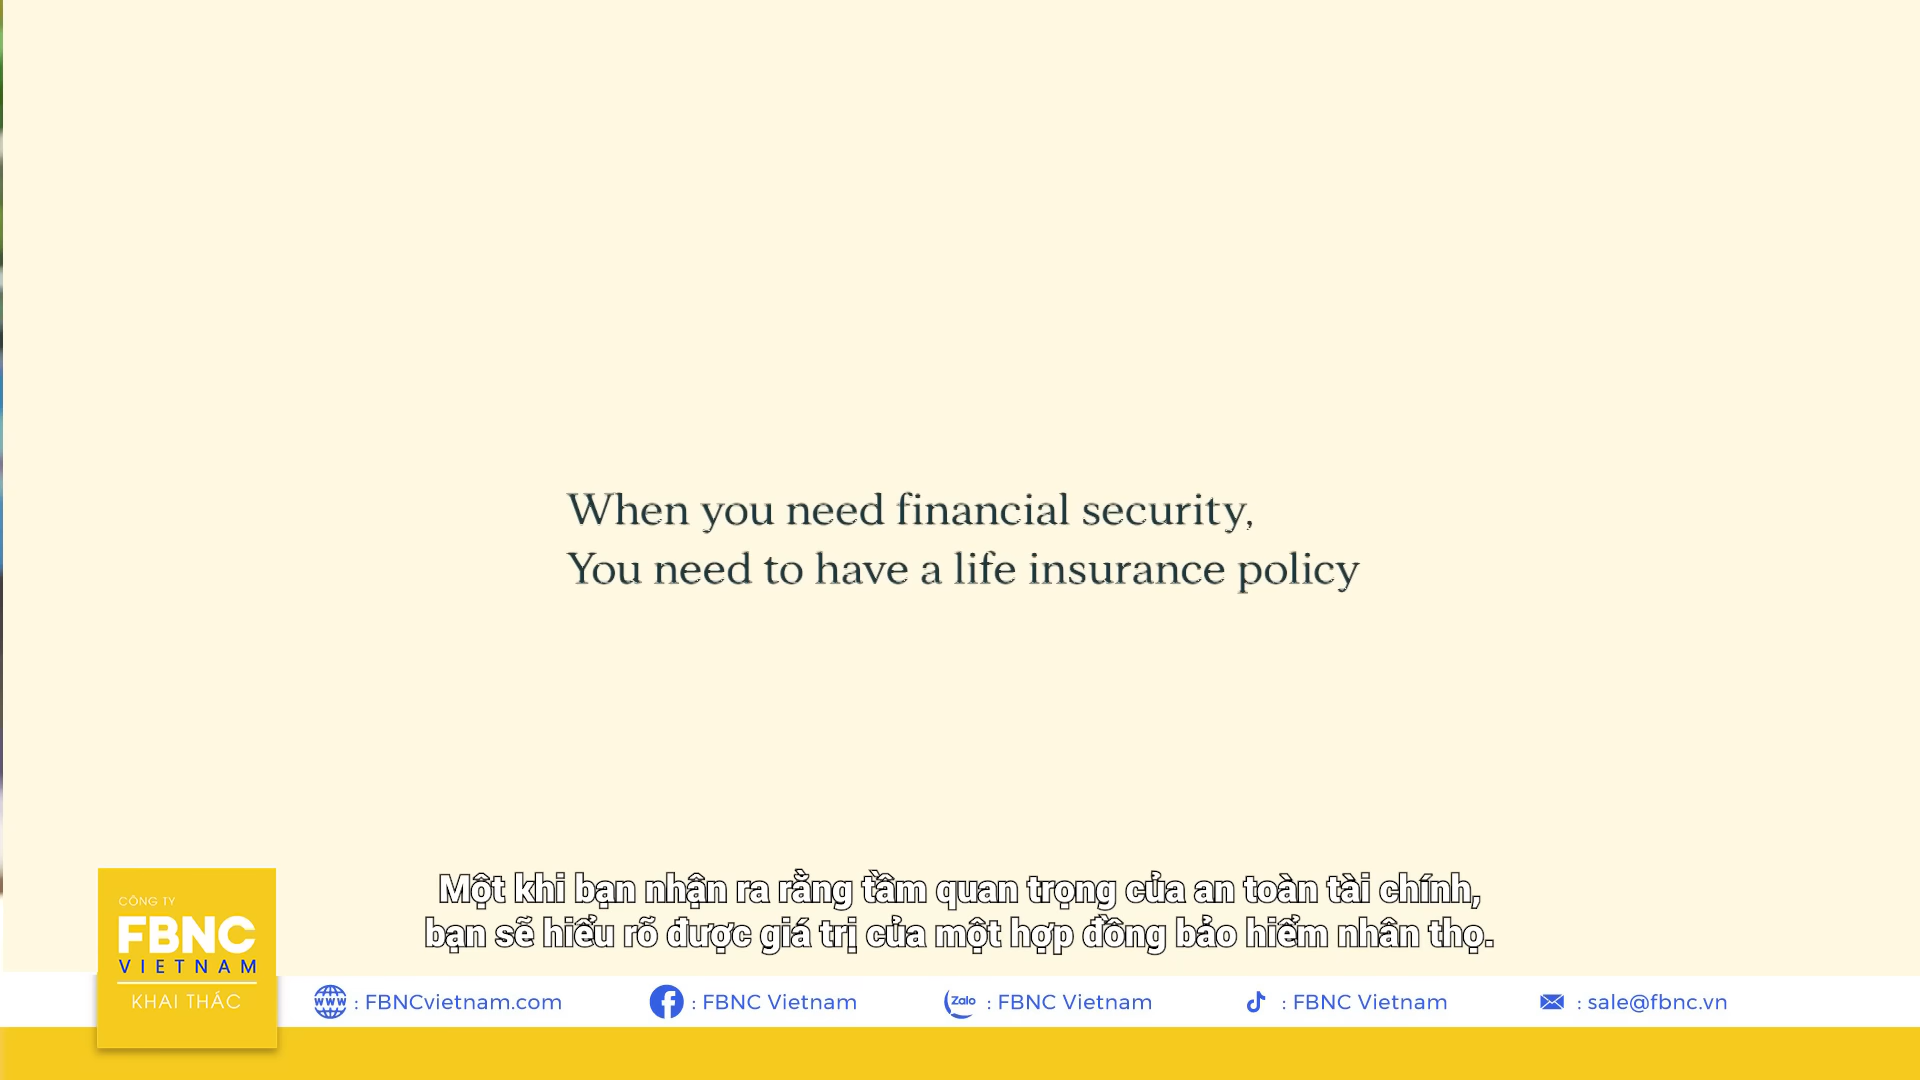 When you need financial security,
You need to have a life insurance policy
Một khi bạn nhận ra rằng tầm quan trọng của an toàn tài chính,
bạn sẽ hiểu rõ được giá trị của một hợp đồng bảo hiểm nhân thọ.
CÔNG TY
FBNC
VIETNAM
KHAI THÁC
www : FBNCvietnam.com
: FBNC Vietnam
Zalo : FBNC Vietnam
: FBNC Vietnam
: sale@fbnc.vn